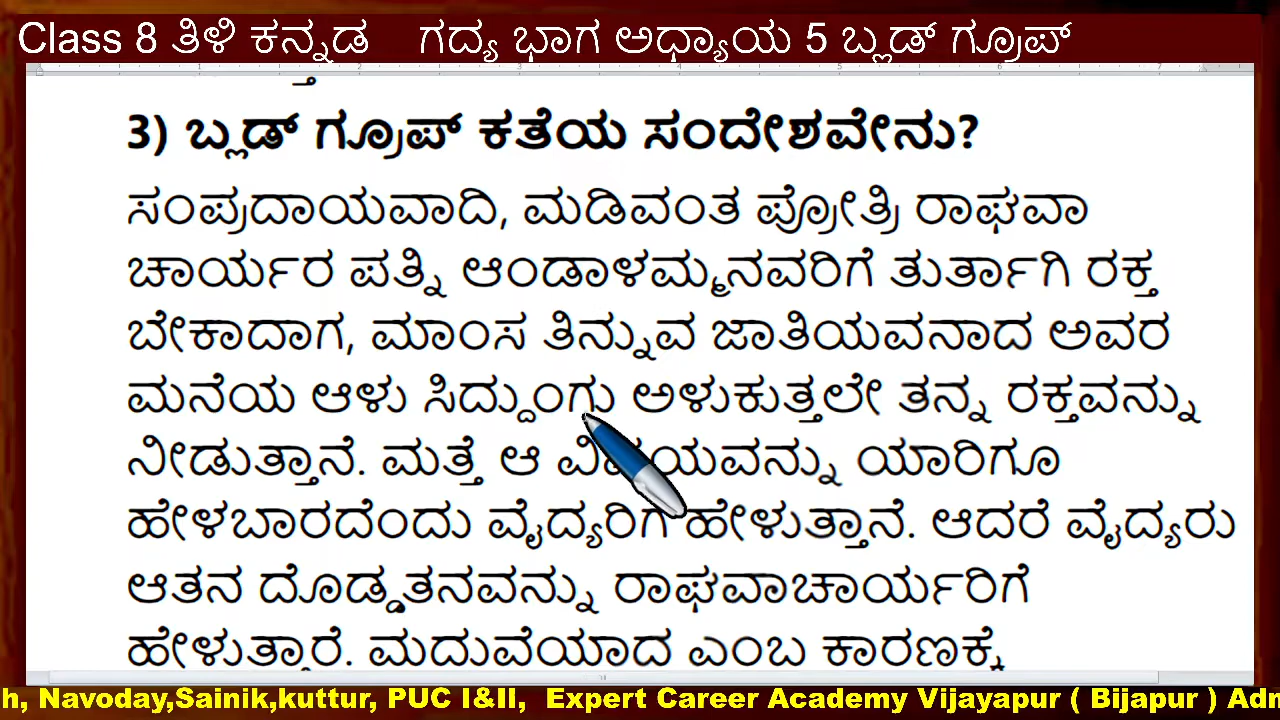 Class 8 ತಿಳಿ ಕನ್ನಡ ಗದ್ಯ ಭಾಗ ಅಧ್ಯಾಯ 5 ಬ್ಲಡ್ ಗ್ರೂಪ್
3) ಬ್ಲಡ್ ಗ್ರೂಪ್ ಕತೆಯ ಸಂದೇಶವೇನು?
ಸಂಪ್ರದಾಯವಾದಿ, ಮಡಿವಂತ ಪ್ರೋತ್ರಿ ರಾಘವಾ
ಚಾರ್ಯರ ಪತ್ನಿ ಆಂಡಾಳಮ್ಮನವರಿಗೆ ತುರ್ತಾಗಿ ರಕ್ತ
ಬೇಕಾದಾಗ, ಮಾಂಸ ತಿನ್ನುವ ಜಾತಿಯವನಾದ ಅವರ
ಮನೆಯ ಆಳು ಸಿದ್ದುಂಗು ಅಳುಕುತ್ತಲೇ ತನ್ನ ರಕ್ತವನ್ನು
ನೀಡುತ್ತಾನೆ. ಮತ್ತೆ ಆ ವಿಷಯವನ್ನು ಯಾರಿಗೂ
ಹೇಳಬಾರದೆಂದು ವೈದ್ಯರಿಗೆ ಹೇಳುತ್ತಾನೆ. ಆದರೆ ವೈದ್ಯರು
ಆತನ ದೊಡ್ಡತನವನ್ನು ರಾಘವಾಚಾರ್ಯರಿಗೆ
ಹೇಳುತ್ತಾರೆ. ಮದುವೆಯಾದ ಎಂಬ ಕಾರಣಕ್ಕೆ
h, Navoday,Sainik,kuttur, PUC I&II, Expert Career Academy Vijayapur ( Bijapur ) Adn